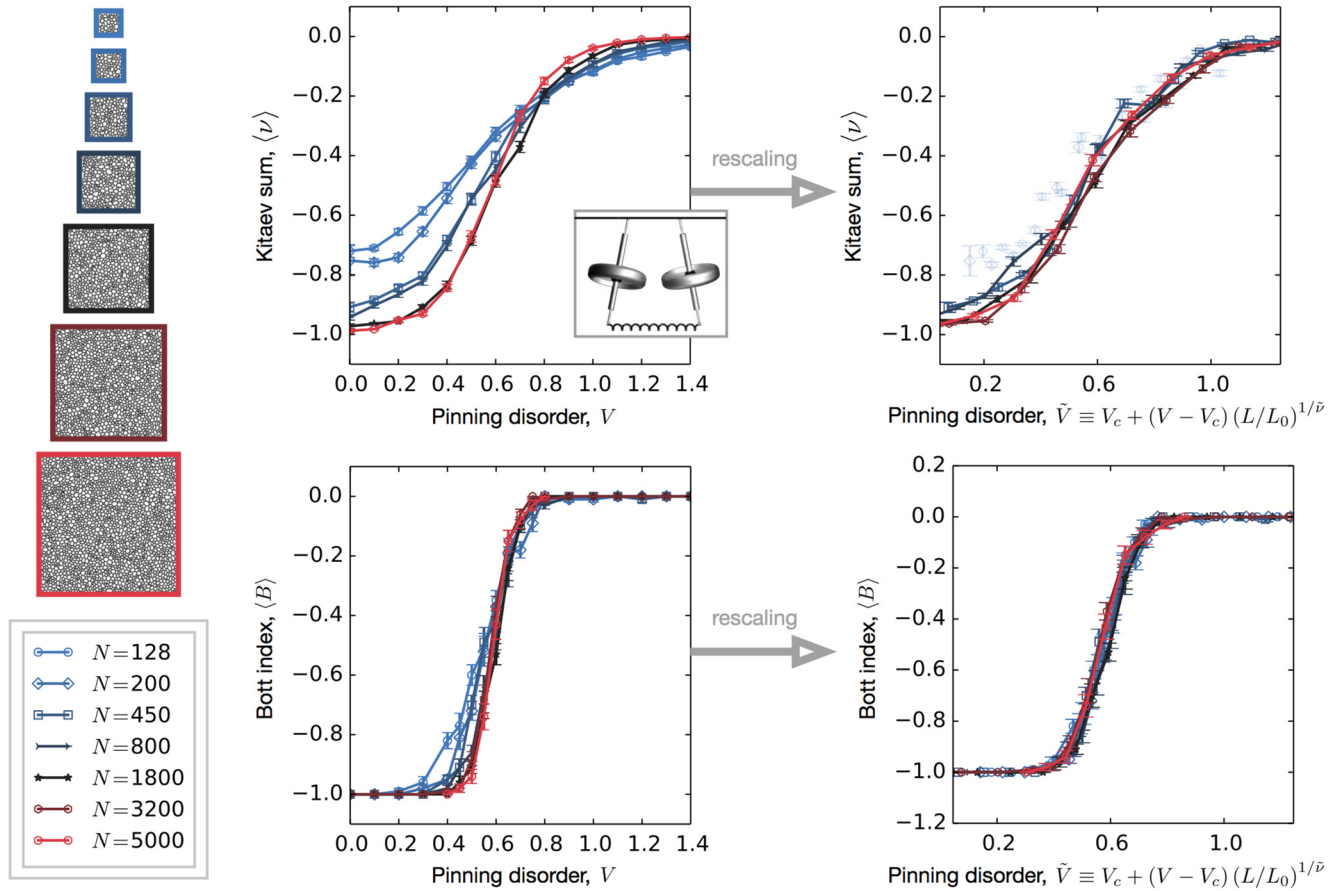 0.0
−0.2
−0.4
−0.6
−0.8
−1.0
Kitaev sum, ⟨ν⟩
0.0 0.2 0.4 0.6 0.8 1.0 1.2 1.4
Pinning disorder, V
rescaling
0.0
−0.2
−0.4
−0.6
−0.8
−1.0
Kitaev sum, ⟨ν⟩
0.2 0.6 1.0
Pinning disorder, Ṽ ≡ V_c + (V − V_c) (L/L_0)^{1/ν̃}
0.0
−0.2
−0.4
−0.6
−0.8
−1.0
Bott index, ⟨B⟩
0.0 0.2 0.4 0.6 0.8 1.0 1.2 1.4
Pinning disorder, V
rescaling
0.2
0.0
−0.2
−0.4
−0.6
−0.8
−1.0
−1.2
Bott index, ⟨B⟩
0.2 0.6 1.0
Pinning disorder, Ṽ ≡ V_c + (V − V_c) (L/L_0)^{1/ν̃}
N=128
N=200
N=450
N=800
N=1800
N=3200
N=5000